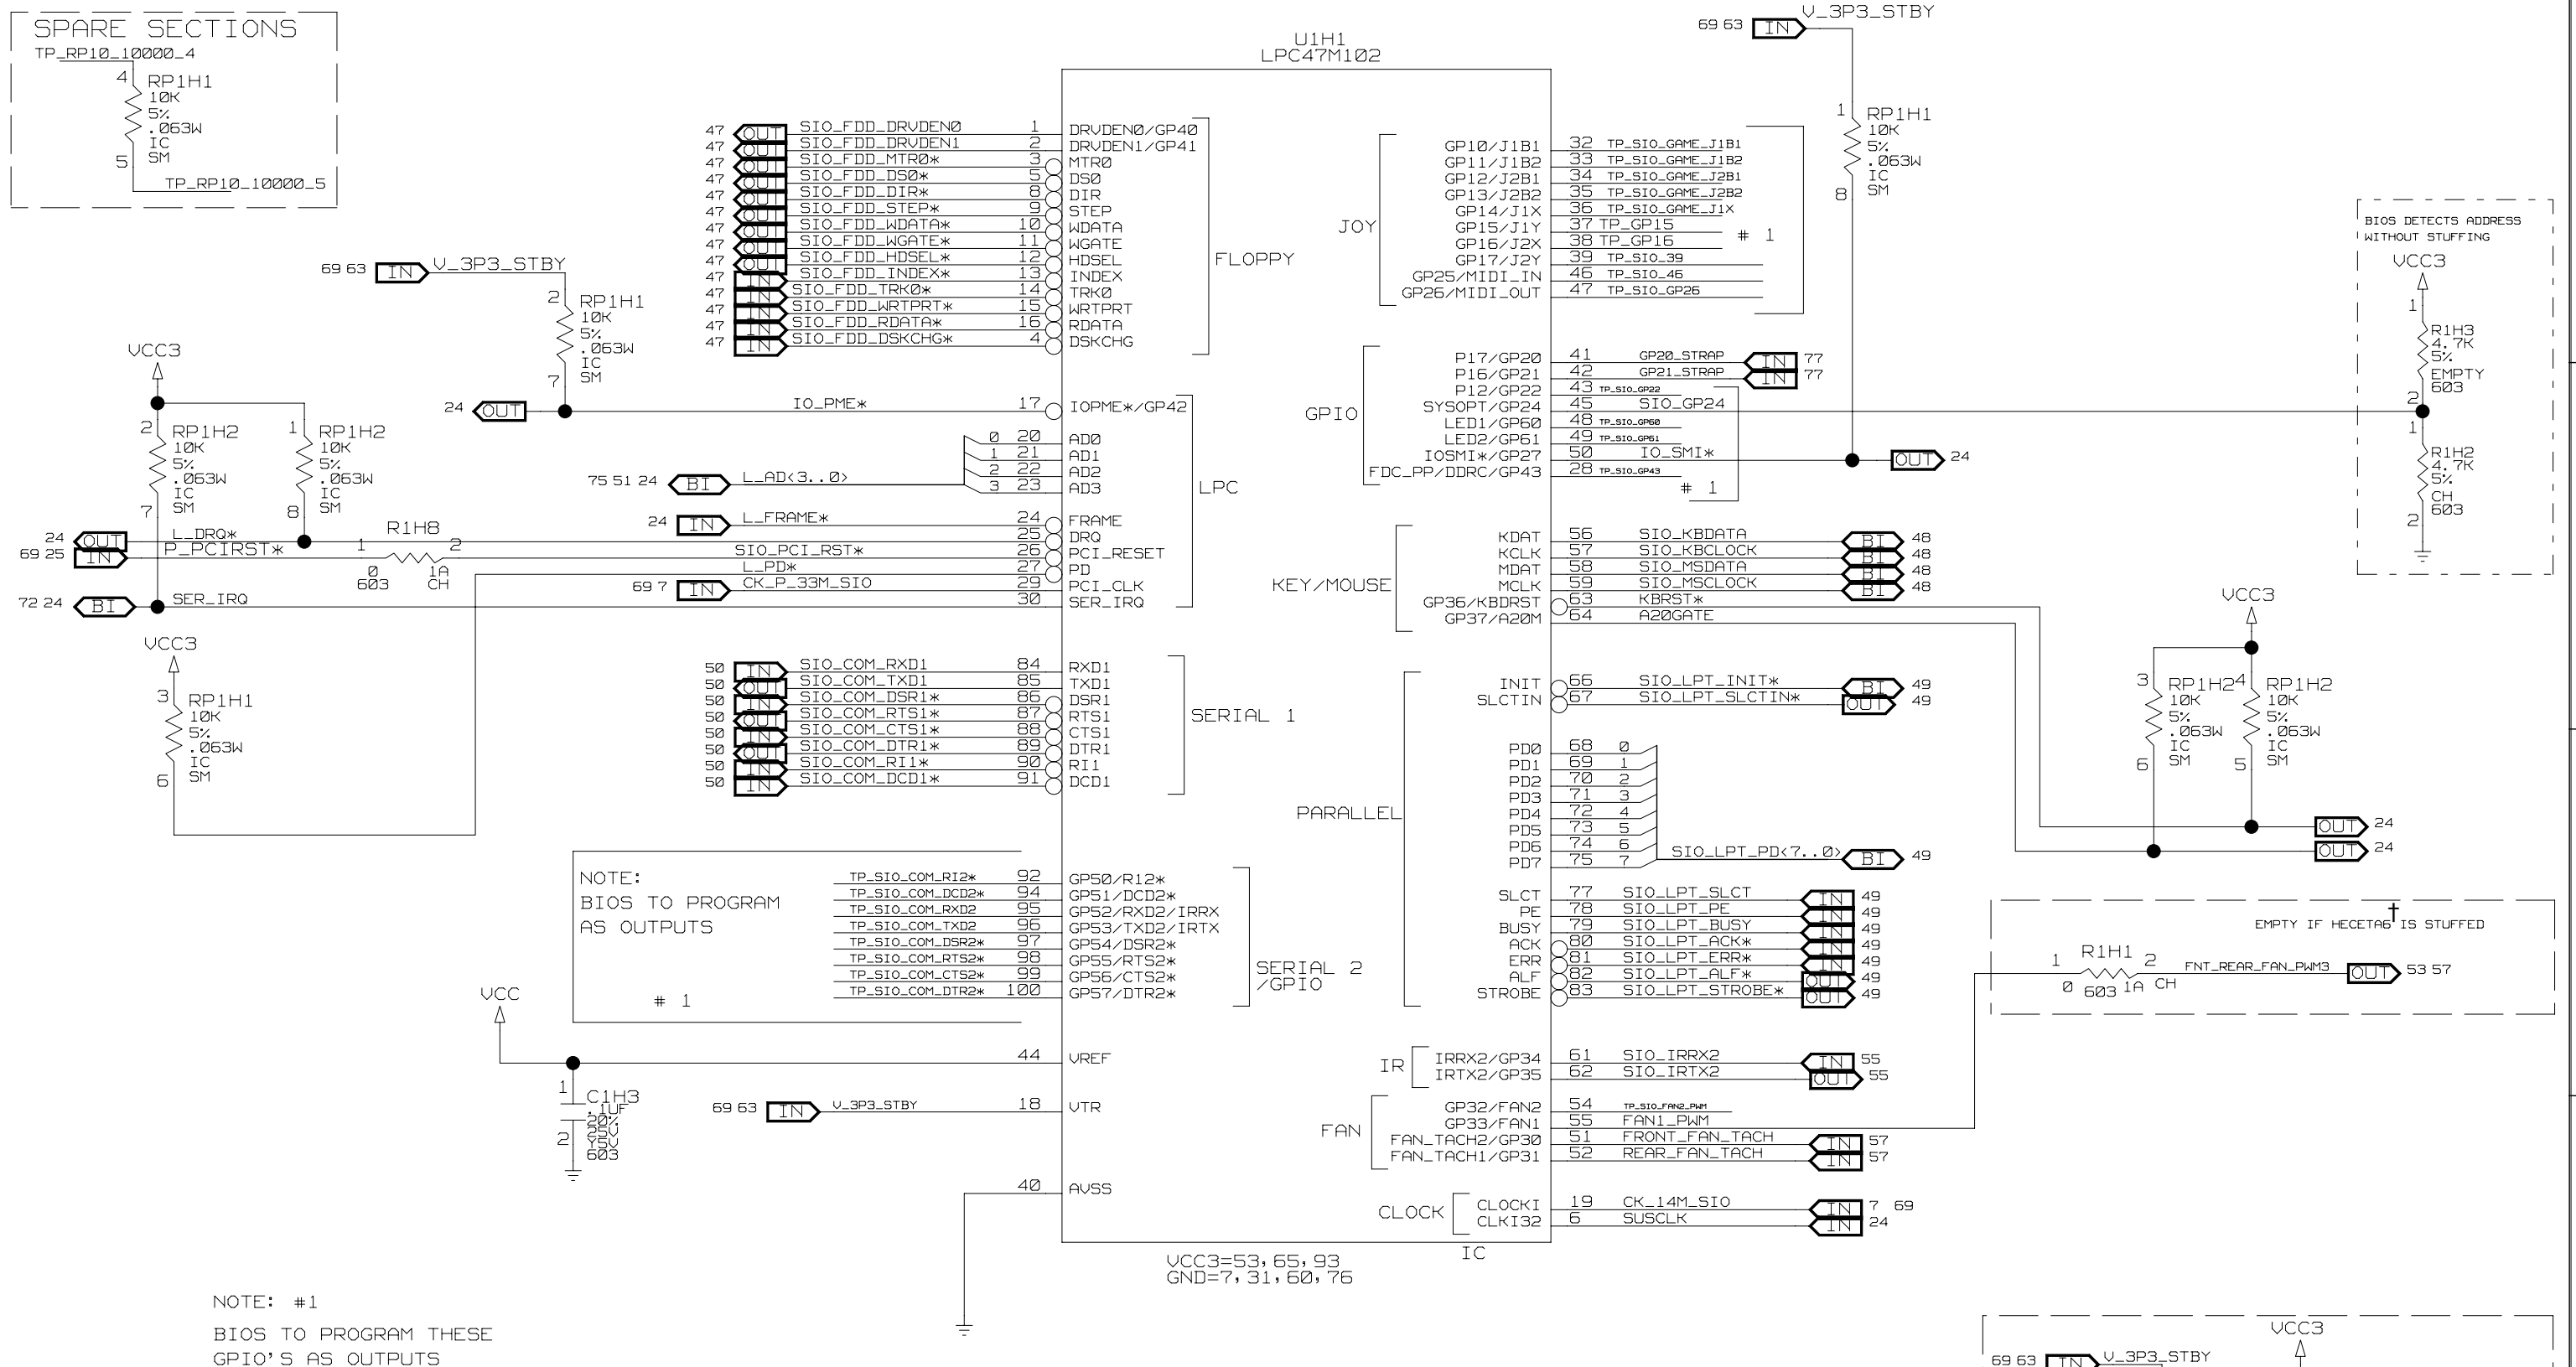 SPARE SECTIONS
TP_RP10_10000_4
4
RP1H1
10K
5%
.063W
IC
SM
5
TP_RP10_10000_5
U1H1
LPC47M102
69 63 IN V_3P3_STBY
1
RP1H1
10K
5%
.063W
IC
SM
8
47 OUT SIO_FDD_DRVDEN0 1 DRVDEN0/GP40
47 OUT SIO_FDD_DRVDEN1 2 DRVDEN1/GP41
47 OUT SIO_FDD_MTR0* 3 MTR0
47 OUT SIO_FDD_DS0* 5 DS0
47 OUT SIO_FDD_DIR* 8 DIR
47 OUT SIO_FDD_STEP* 9 STEP
47 OUT SIO_FDD_WDATA* 10 WDATA
47 OUT SIO_FDD_WGATE* 11 WGATE
47 OUT SIO_FDD_HDSEL* 12 HDSEL
47 IN SIO_FDD_INDEX* 13 INDEX
47 IN SIO_FDD_TRK0* 14 TRK0
47 IN SIO_FDD_WRTPRT* 15 WRTPRT
47 IN SIO_FDD_RDATA* 16 RDATA
47 IN SIO_FDD_DSKCHG* 4 DSKCHG
FLOPPY
69 63 IN V_3P3_STBY
2
RP1H1
10K
5%
.063W
IC
SM
7
24 OUT IO_PME* 17 IOPME*/GP42
0 20 AD0
1 21 AD1
2 22 AD2
3 23 AD3
75 51 24 BI L_AD<3..0>
LPC
24 IN L_FRAME* 24 FRAME
24 OUT L_DRQ* 25 DRQ
69 25 IN P_PCIRST* 1 R1H8 2 SIO_PCI_RST* 26 PCI_RESET
0
603
1A
CH
L_PD* 27 PD
69 7 IN CK_P_33M_SIO 29 PCI_CLK
72 24 BI SER_IRQ 30 SER_IRQ
VCC3
2
RP1H2
10K
5%
.063W
IC
SM
7
1
RP1H2
10K
5%
.063W
IC
SM
8
VCC3
3
RP1H1
10K
5%
.063W
IC
SM
6
50 IN SIO_COM_RXD1 84 RXD1
50 OUT SIO_COM_TXD1 85 TXD1
50 IN SIO_COM_DSR1* 86 DSR1
50 OUT SIO_COM_RTS1* 87 RTS1
50 IN SIO_COM_CTS1* 88 CTS1
50 OUT SIO_COM_DTR1* 89 DTR1
50 IN SIO_COM_RI1* 90 RI1
50 IN SIO_COM_DCD1* 91 DCD1
SERIAL 1
NOTE:
BIOS TO PROGRAM
AS OUTPUTS
# 1
TP_SIO_COM_RI2* 92 GP50/R12*
TP_SIO_COM_DCD2* 94 GP51/DCD2*
TP_SIO_COM_RXD2 95 GP52/RXD2/IRRX
TP_SIO_COM_TXD2 96 GP53/TXD2/IRTX
TP_SIO_COM_DSR2* 97 GP54/DSR2*
TP_SIO_COM_RTS2* 98 GP55/RTS2*
TP_SIO_COM_CTS2* 99 GP56/CTS2*
TP_SIO_COM_DTR2* 100 GP57/DTR2*
SERIAL 2
/GPIO
VCC
44 VREF
1
C1H3
.1UF
20%
25V
Y5V
603
2
69 63 IN V_3P3_STBY 18 VTR
40 AVSS
JOY
GP10/J1B1 32 TP_SIO_GAME_J1B1
GP11/J1B2 33 TP_SIO_GAME_J1B2
GP12/J2B1 34 TP_SIO_GAME_J2B1
GP13/J2B2 35 TP_SIO_GAME_J2B2
GP14/J1X 36 TP_SIO_GAME_J1X
GP15/J1Y 37 TP_GP15
GP16/J2X 38 TP_GP16
GP17/J2Y 39 TP_SIO_39
GP25/MIDI_IN 46 TP_SIO_46
GP26/MIDI_OUT 47 TP_SIO_GP26
# 1
GPIO
P17/GP20 41 GP20_STRAP IN 77
P16/GP21 42 GP21_STRAP IN 77
P12/GP22 43 TP_SIO_GP22
SYSOPT/GP24 45 SIO_GP24
LED1/GP60 48 TP_SIO_GP60
LED2/GP61 49 TP_SIO_GP61
IOSMI*/GP27 50 IO_SMI* OUT 24
FDC_PP/DDRC/GP43 28 TP_SIO_GP43
# 1
BIOS DETECTS ADDRESS
WITHOUT STUFFING
VCC3
1
R1H3
4.7K
5%
EMPTY
603
2
1
R1H2
4.7K
5%
CH
603
2
KEY/MOUSE
KDAT 56 SIO_KBDATA BI 48
KCLK 57 SIO_KBCLOCK BI 48
MDAT 58 SIO_MSDATA BI 48
MCLK 59 SIO_MSCLOCK BI 48
GP36/KBDRST 63 KBRST*
GP37/A20M 64 A20GATE
VCC3
3
RP1H2
10K
5%
.063W
IC
SM
6
4
RP1H2
10K
5%
.063W
IC
SM
5
OUT 24
OUT 24
PARALLEL
INIT 66 SIO_LPT_INIT* BI 49
SLCTIN 67 SIO_LPT_SLCTIN* OUT 49
PD0 68 0
PD1 69 1
PD2 70 2
PD3 71 3
PD4 72 4
PD5 73 5
PD6 74 6
PD7 75 7
SIO_LPT_PD<7..0> BI 49
SLCT 77 SIO_LPT_SLCT IN 49
PE 78 SIO_LPT_PE IN 49
BUSY 79 SIO_LPT_BUSY IN 49
ACK 80 SIO_LPT_ACK* IN 49
ERR 81 SIO_LPT_ERR* IN 49
ALF 82 SIO_LPT_ALF* OUT 49
STROBE 83 SIO_LPT_STROBE* OUT 49
†
EMPTY IF HECETA6 IS STUFFED
1 R1H1 2 FNT_REAR_FAN_PWM3 OUT 53 57
0 603 1A CH
IR
IRRX2/GP34 61 SIO_IRRX2 IN 55
IRTX2/GP35 62 SIO_IRTX2 OUT 55
FAN
GP32/FAN2 54 TP_SIO_FAN2_PWM
GP33/FAN1 55 FAN1_PWM
FAN_TACH2/GP30 51 FRONT_FAN_TACH IN 57
FAN_TACH1/GP31 52 REAR_FAN_TACH IN 57
CLOCK
CLOCKI 19 CK_14M_SIO IN 7 69
CLKI32 6 SUSCLK IN 24
IC
VCC3=53,65,93
GND=7,31,60,76
NOTE: #1
BIOS TO PROGRAM THESE
GPIO'S AS OUTPUTS
VCC3
69 63 IN V_3P3_STBY